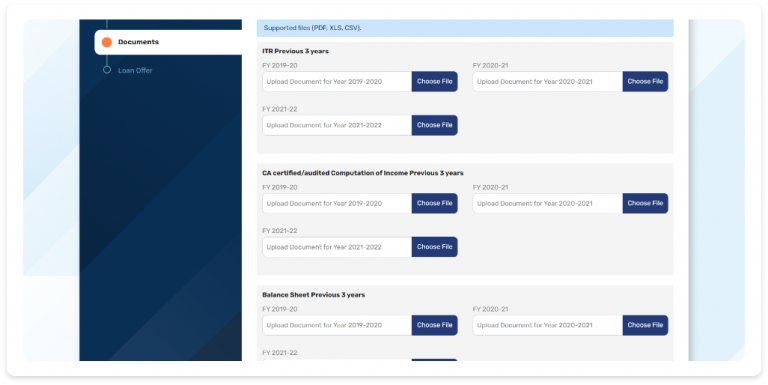 Documents
Loan Offer
Supported files (PDF, XLS, CSV).
ITR Previous 3 years
FY 2019-20
FY 2020-21
Upload Document for Year 2019-2020
Choose File
Upload Document for Year 2020-2021
Choose File
FY 2021-22
Upload Document for Year 2021-2022
Choose File
CA certified/audited Computation of Income Previous 3 years
FY 2019-20
FY 2020-21
Upload Document for Year 2019-2020
Choose File
Upload Document for Year 2020-2021
Choose File
FY 2021-22
Upload Document for Year 2021-2022
Choose File
Balance Sheet Previous 3 years
FY 2019-20
FY 2020-21
Upload Document for Year 2019-2020
Choose File
Upload Document for Year 2020-2021
Choose File
FY 2021-22